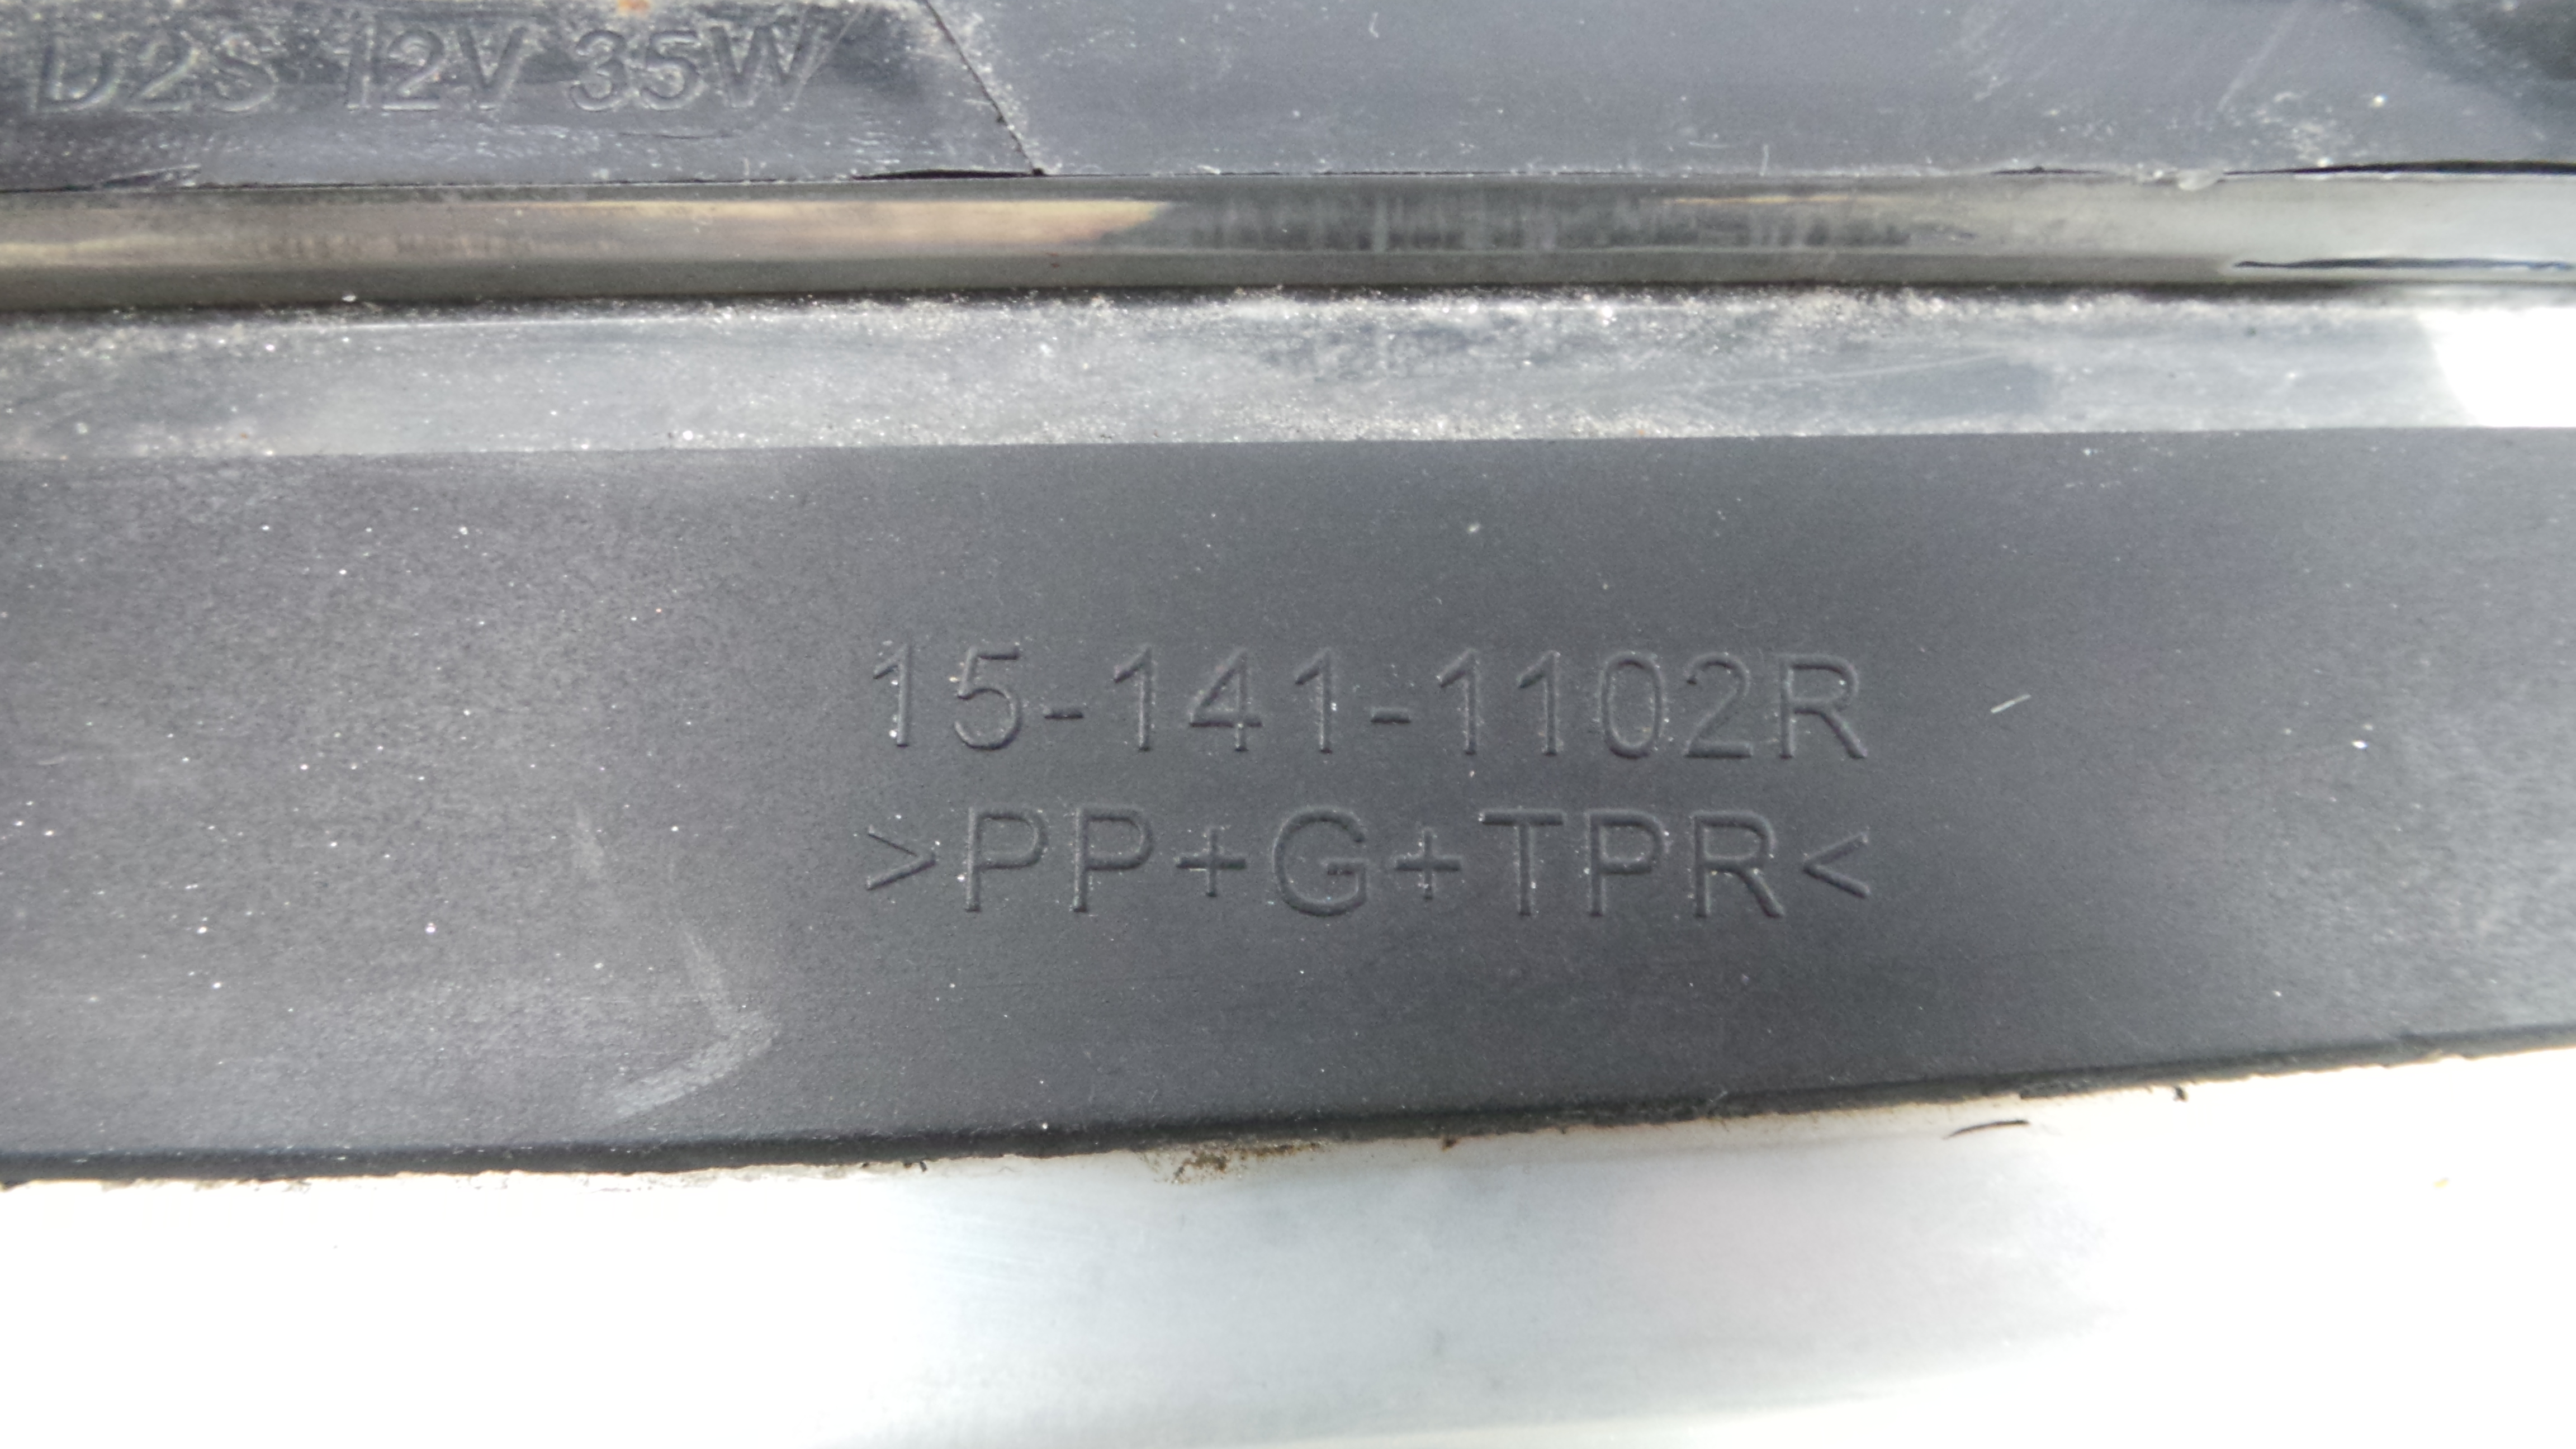 D2S 12V 35W
15-141-1102R
>PP+G+TPR<